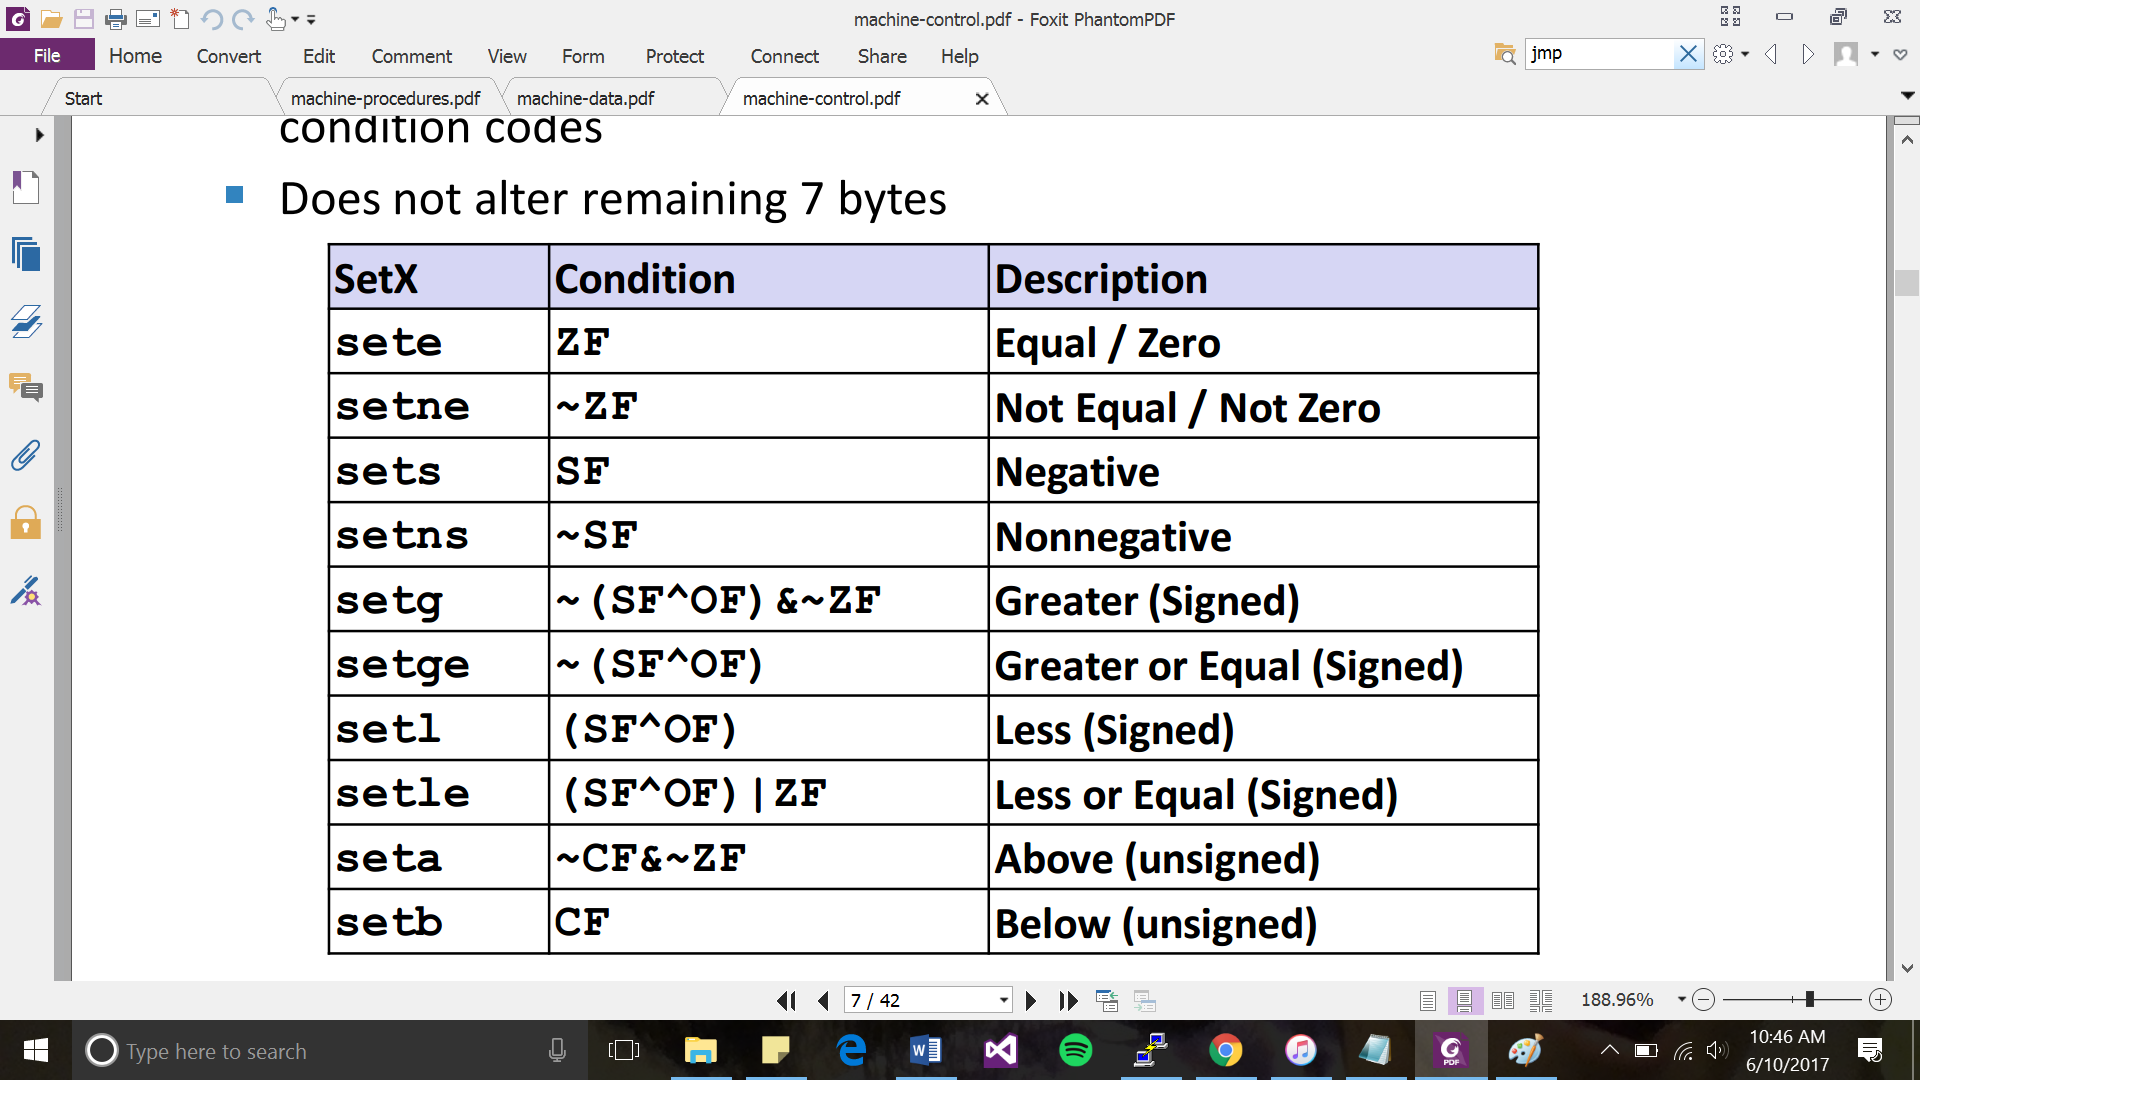 machine-control.pdf - Foxit PhantomPDF
File Home Convert Edit Comment View Form Protect Connect Share Help jmp
Start machine-procedures.pdf machine-data.pdf machine-control.pdf
condition codes
Does not alter remaining 7 bytes
SetX Condition Description
sete ZF Equal / Zero
setne ~ZF Not Equal / Not Zero
sets SF Negative
setns ~SF Nonnegative
setg ~(SF^OF)&~ZF Greater (Signed)
setge ~(SF^OF) Greater or Equal (Signed)
setl (SF^OF) Less (Signed)
setle (SF^OF)|ZF Less or Equal (Signed)
seta ~CF&~ZF Above (unsigned)
setb CF Below (unsigned)
7 / 42 188.96%
Type here to search
10:46 AM
6/10/2017
PDF